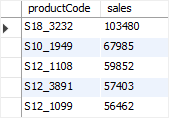 productCode sales
S18_3232 103480
S10_1949 67985
S12_1108 59852
S12_3891 57403
S12_1099 56462